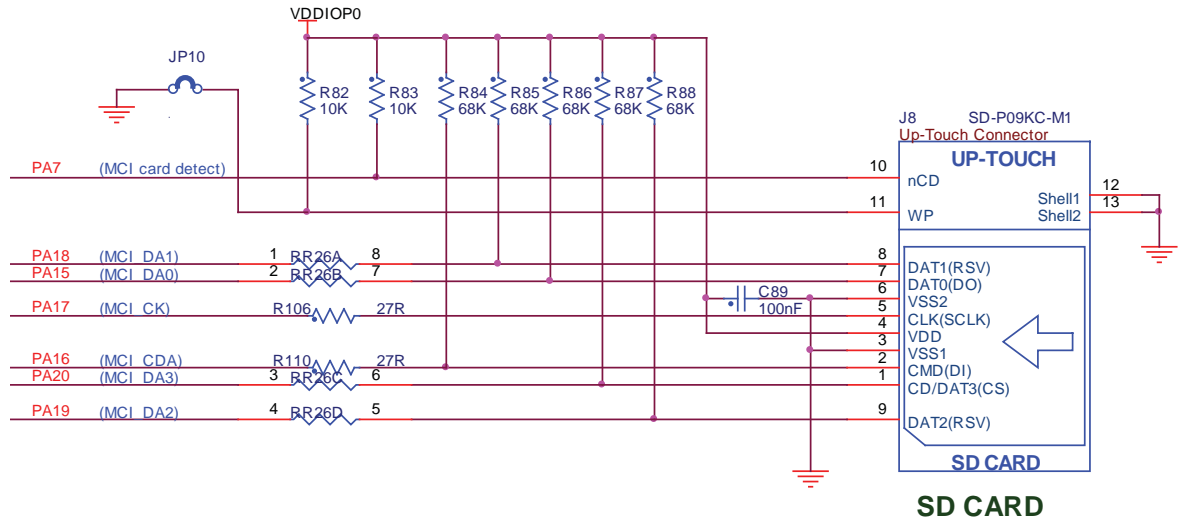 VDDIOP0
JP10
R82 R83 R84 R85 R86 R87 R88
10K 10K 68K 68K 68K 68K 68K
J8 SD-P09KC-M1
Up-Touch Connector
UP-TOUCH
PA7 (MCI card detect) 10 nCD
12
Shell1
13
Shell2
11 WP
PA18 (MCI_DA1) 1 RR26A 8 8 DAT1(RSV)
PA15 (MCI_DA0) 2 RR26B 7 7 DAT0(DO)
C89
100nF
6 VSS2
PA17 (MCI_CK) R106 27R 5 CLK(SCLK)
4 VDD
3 VSS1
PA16 (MCI_CDA) R110 27R 2 CMD(DI)
PA20 (MCI_DA3) 3 RR26C 6 1 CD/DAT3(CS)
PA19 (MCI_DA2) 4 RR26D 5 9 DAT2(RSV)
SD CARD
SD CARD